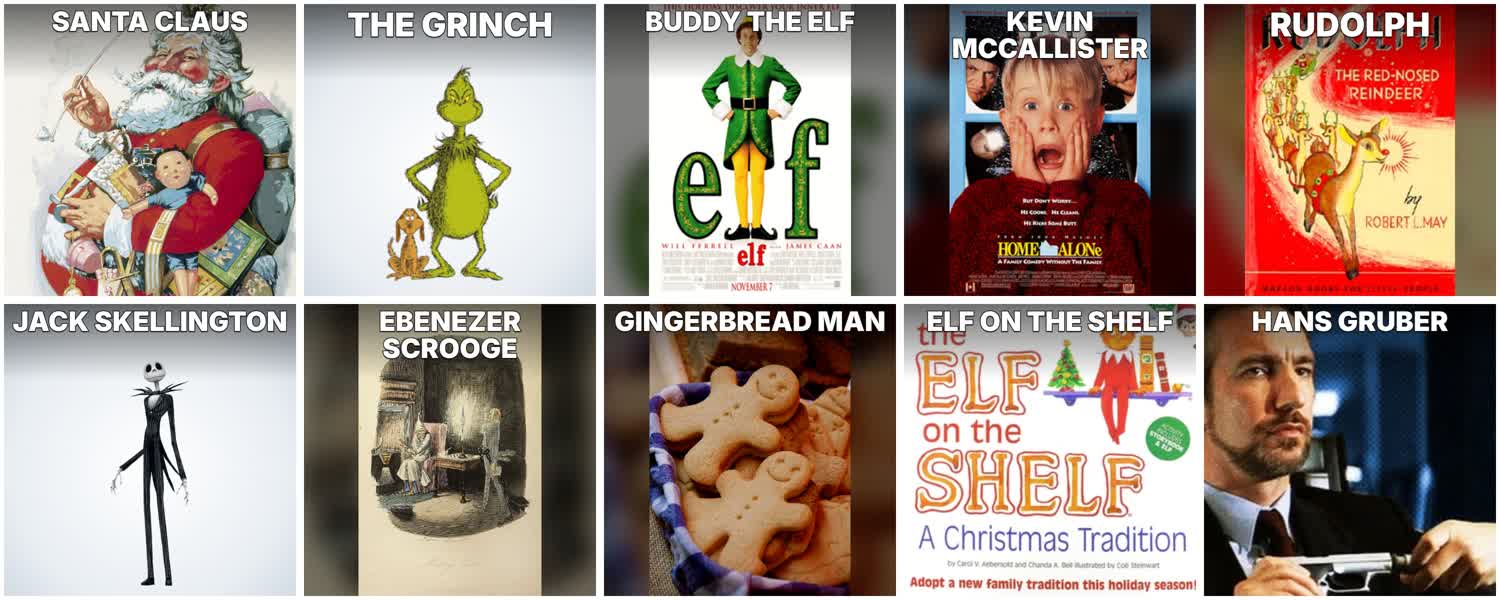 SANTA CLAUS
THE GRINCH
THIS HOLIDAY DISCOVER YOUR INNER ELF
BUDDY THE ELF
elf
WILL FERRELL
JAMES CAAN
elf
NOVEMBER 7
KEVIN
MCCALLISTER
BUT DON'T WORRY...
HE COOKS. HE CLEANS.
HE KICKS SOME BUTT.
HOME ALONE
A FAMILY COMEDY WITHOUT THE FAMILY.
RUDOLPH
RUDOLPH
THE RED-NOSED
REINDEER
by
ROBERT L. MAY
JACK SKELLINGTON
EBENEZER
SCROOGE
GINGERBREAD MAN
ELF ON THE SHELF
the
ELF
on the
SHELF
A Christmas Tradition
by Carol V. Aebersold and Chanda A. Bell illustrated by Coë Steinwart
Adopt a new family tradition this holiday season!
HANS GRUBER